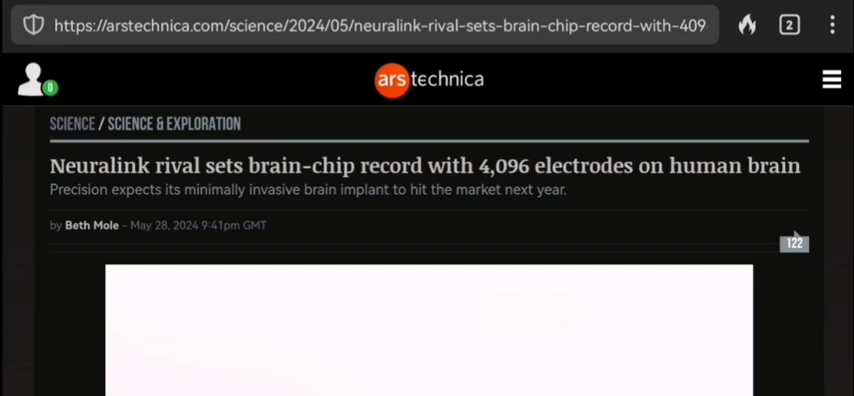 https://arstechnica.com/science/2024/05/neuralink-rival-sets-brain-chip-record-with-409
2
0
ars technica
SCIENCE / SCIENCE & EXPLORATION
Neuralink rival sets brain-chip record with 4,096 electrodes on human brain
Precision expects its minimally invasive brain implant to hit the market next year.
by Beth Mole - May 28, 2024 9:41pm GMT
122